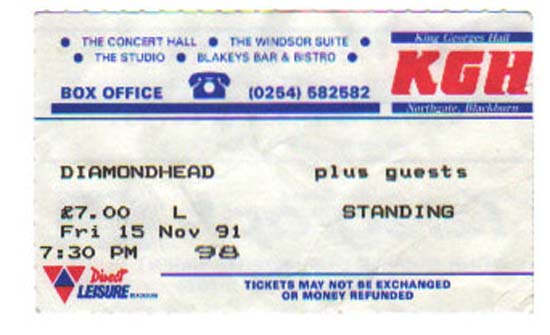 • THE CONCERT HALL • THE WINDSOR SUITE •
• THE STUDIO • BLAKEYS BAR & BISTRO •
BOX OFFICE (0254) 582582
King Georges Hall
KGH
Northgate, Blackburn
DIAMONDHEAD plus guests
£7.00 L STANDING
Fri 15 Nov 91
7:30 PM 98
Direct
LEISURE BLACKBURN
TICKETS MAY NOT BE EXCHANGED
OR MONEY REFUNDED